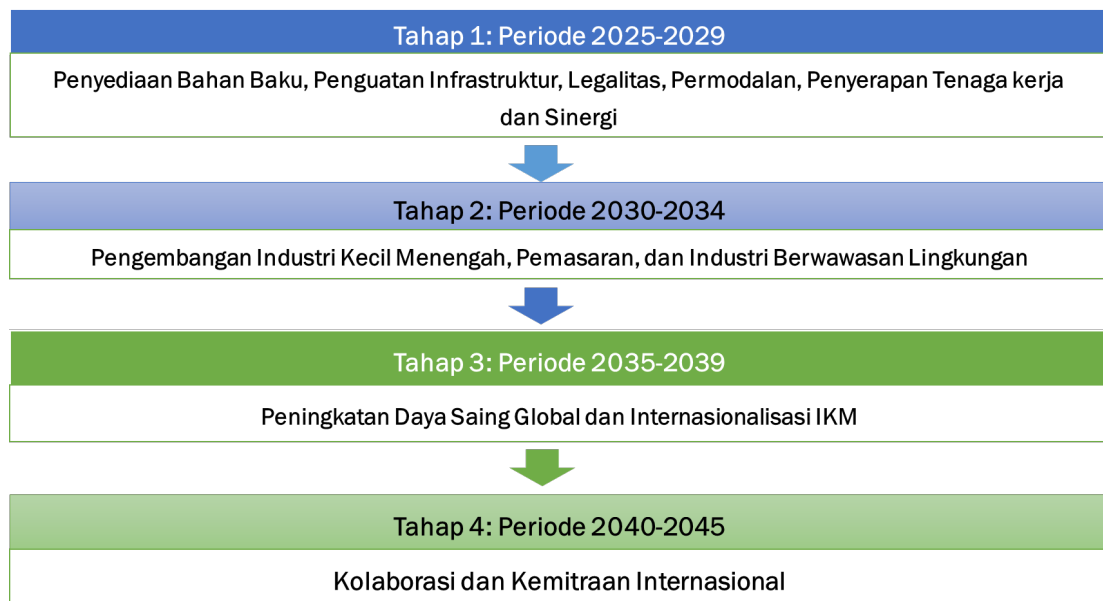 Tahap 1: Periode 2025-2029
Penyediaan Bahan Baku, Penguatan Infrastruktur, Legalitas, Permodalan, Penyerapan Tenaga kerja
dan Sinergi
Tahap 2: Periode 2030-2034
Pengembangan Industri Kecil Menengah, Pemasaran, dan Industri Berwawasan Lingkungan
Tahap 3: Periode 2035-2039
Peningkatan Daya Saing Global dan Internasionalisasi IKM
Tahap 4: Periode 2040-2045
Kolaborasi dan Kemitraan Internasional